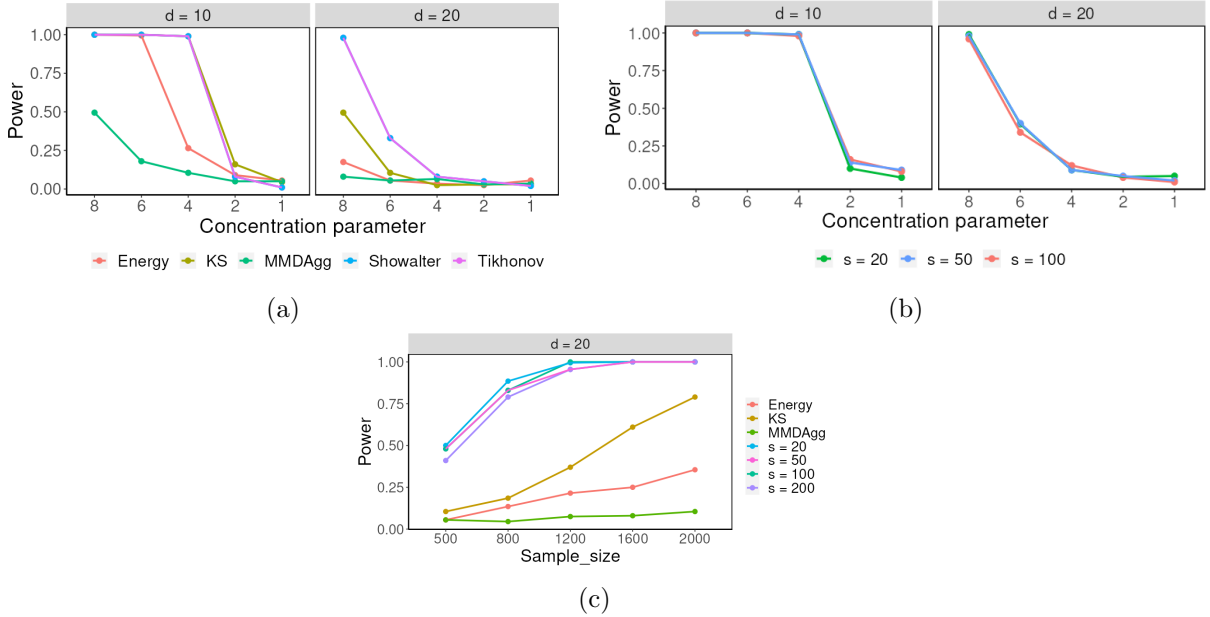 d = 10
d = 20
1.00
0.75
0.50
0.25
0.00
Power
8 6 4 2 1
8 6 4 2 1
Concentration parameter
Energy KS MMDAgg Showalter Tikhonov
(a)
d = 10
d = 20
1.00
0.75
0.50
0.25
0.00
Power
8 6 4 2 1
8 6 4 2 1
Concentration parameter
s = 20 s = 50 s = 100
(b)
d = 20
1.00
0.75
0.50
0.25
0.00
Power
500 800 1200 1600 2000
Sample_size
Energy
KS
MMDAgg
s = 20
s = 50
s = 100
s = 200
(c)